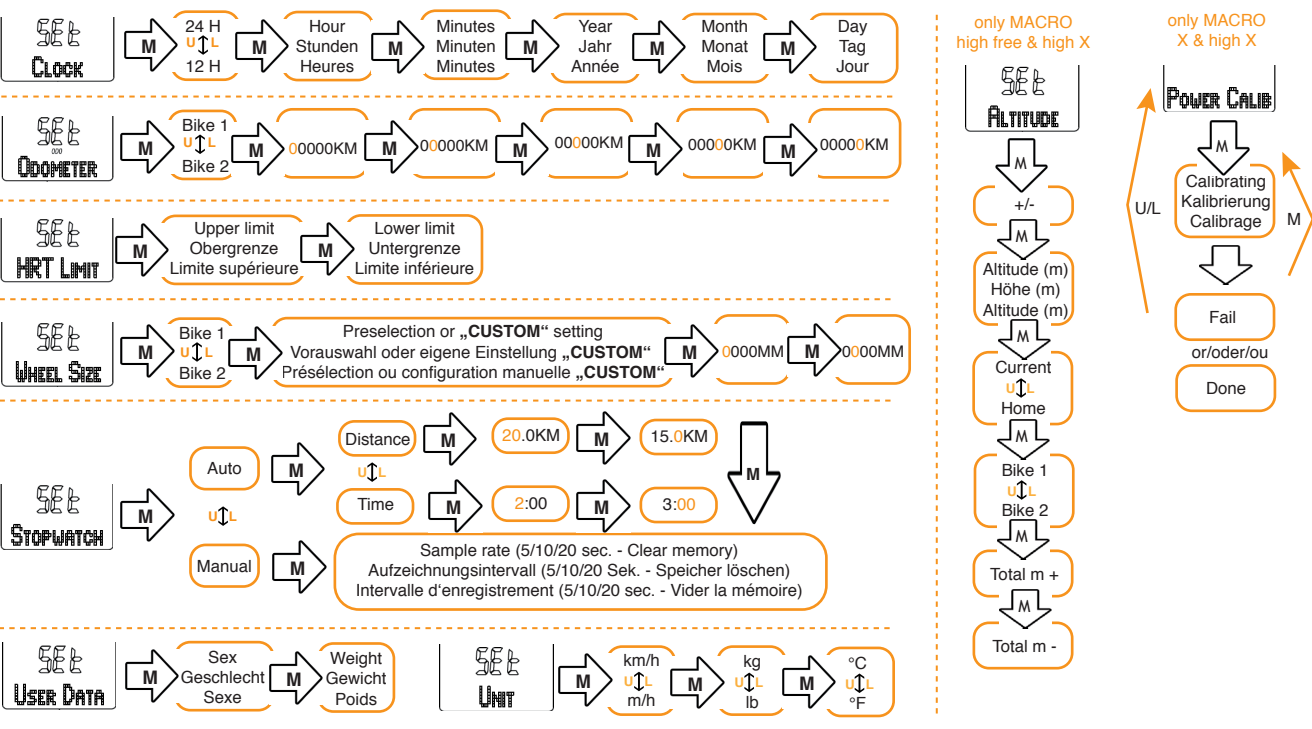 SEt
Clock
M
24 H
U L
12 H
M
Hour
Stunden
Heures
M
Minutes
Minuten
Minutes
M
Year
Jahr
Année
M
Month
Monat
Mois
M
Day
Tag
Jour
SEt
000
Odometer
M
Bike 1
U L
Bike 2
M
00000KM
M
00000KM
M
00000KM
M
00000KM
M
00000KM
SEt
HRT Limit
M
Upper limit
Obergrenze
Limite supérieure
M
Lower limit
Untergrenze
Limite inférieure
SEt
Wheel Size
M
Bike 1
U L
Bike 2
M
Preselection or „CUSTOM“ setting
Vorauswahl oder eigene Einstellung „CUSTOM“
Présélection ou configuration manuelle „CUSTOM“
M
0000MM
M
0000MM
SEt
Stopwatch
M
Auto
U L
Manual
M
Distance
U L
Time
M
20.0KM
M
15.0KM
M
2:00
M
3:00
M
M
Sample rate (5/10/20 sec. - Clear memory)
Aufzeichnungsintervall (5/10/20 Sek. - Speicher löschen)
Intervalle d‘enregistrement (5/10/20 sec. - Vider la mémoire)
SEt
User Data
M
Sex
Geschlecht
Sexe
M
Weight
Gewicht
Poids
SEt
Unit
M
km/h
U L
m/h
M
kg
U L
lb
M
°C
U L
°F
only MACRO
high free & high X
SEt
Altitude
M
+/-
M
Altitude (m)
Höhe (m)
Altitude (m)
M
Current
U L
Home
M
Bike 1
U L
Bike 2
M
Total m +
M
Total m -
only MACRO
X & high X
Power Calib
M
Calibrating
Kalibrierung
Calibrage
U/L
M
Fail
or/oder/ou
Done